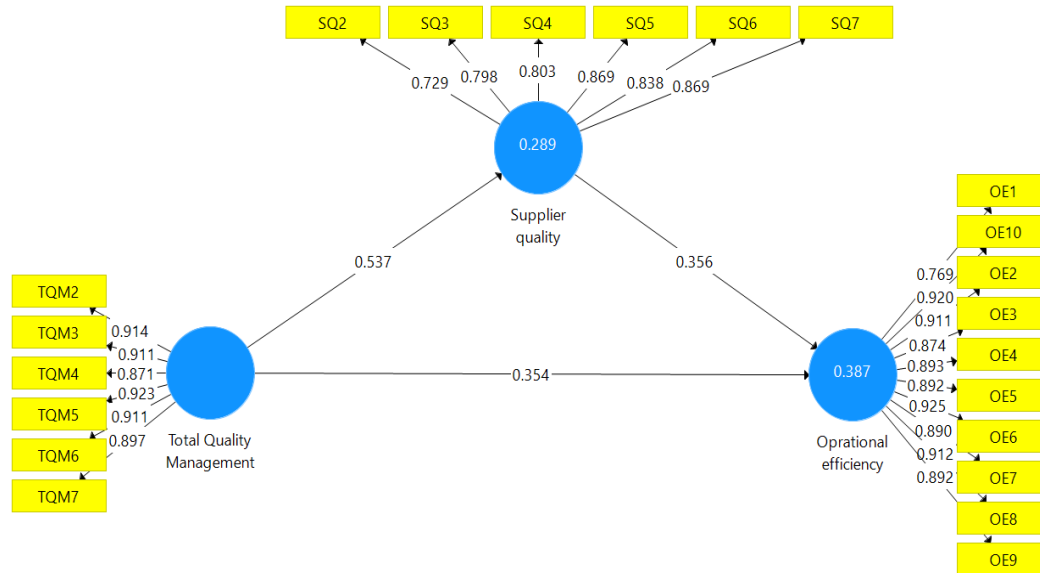 SQ2 SQ3 SQ4 SQ5 SQ6 SQ7
0.729 0.798 0.803 0.869 0.838 0.869
0.289
Supplier
quality
0.537
0.356
TQM2
TQM3
TQM4
TQM5
TQM6
TQM7
0.914
0.911
0.871
0.923
0.911
0.897
Total Quality
Management
0.354
0.387
Oprational
efficiency
0.769
0.920
0.911
0.874
0.893
0.892
0.925
0.890
0.912
0.892
OE1
OE10
OE2
OE3
OE4
OE5
OE6
OE7
OE8
OE9